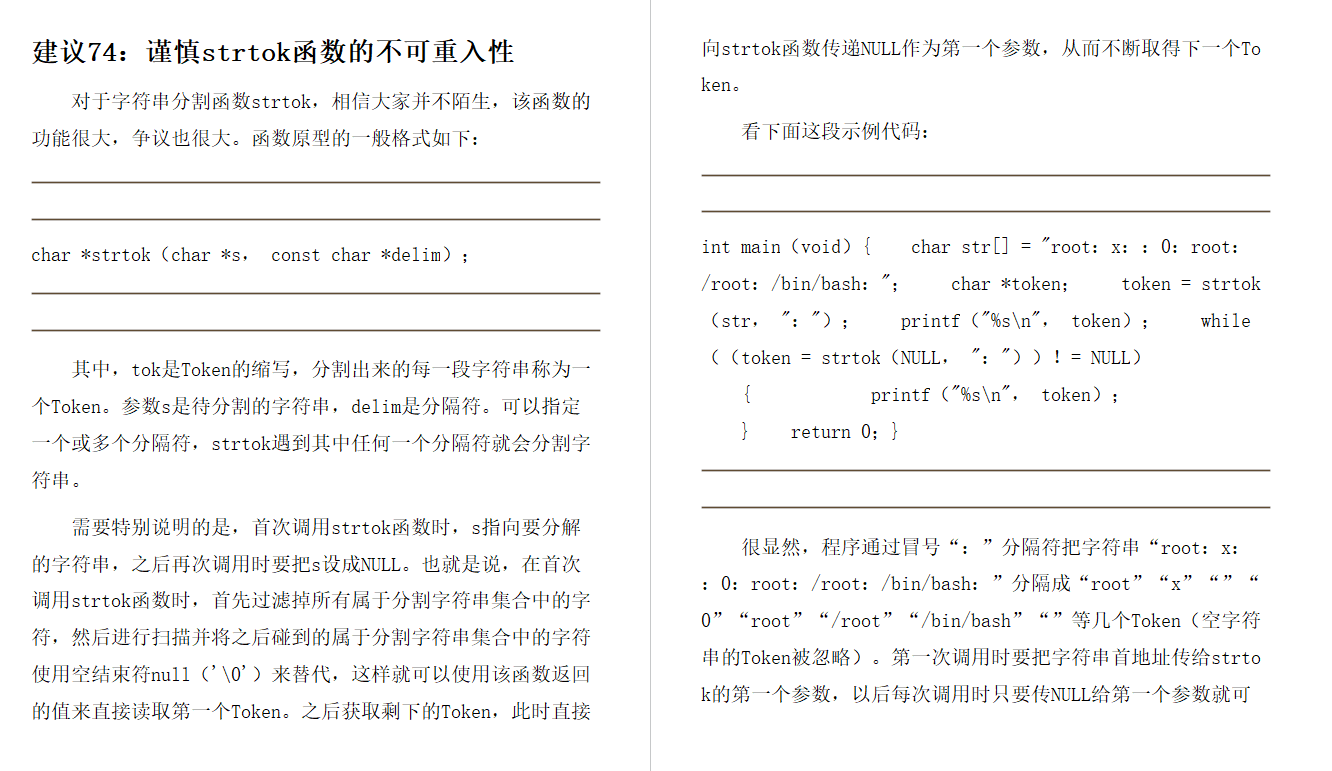 建议74：谨慎strtok函数的不可重入性
对于字符串分割函数strtok，相信大家并不陌生，该函数的
功能很大，争议也很大。函数原型的一般格式如下：
char *strtok（char *s， const char *delim）；
其中，tok是Token的缩写，分割出来的每一段字符串称为一
个Token。参数s是待分割的字符串，delim是分隔符。可以指定
一个或多个分隔符，strtok遇到其中任何一个分隔符就会分割字
符串。
需要特别说明的是，首次调用strtok函数时，s指向要分解
的字符串，之后再次调用时要把s设成NULL。也就是说，在首次
调用strtok函数时，首先过滤掉所有属于分割字符串集合中的字
符，然后进行扫描并将之后碰到的属于分割字符串集合中的字符
使用空结束符null（'\0'）来替代，这样就可以使用该函数返回
的值来直接读取第一个Token。之后获取剩下的Token，此时直接
向strtok函数传递NULL作为第一个参数，从而不断取得下一个To
ken。
看下面这段示例代码：
int main（void）{    char str[] = "root：x：：0：root：
/root：/bin/bash："；    char *token；    token = strtok
（str， "："）；    printf（"%s\n"， token）；    while
（（token = strtok（NULL， "："））！= NULL）
{            printf（"%s\n"， token）；
}    return 0；}
很显然，程序通过冒号“：”分隔符把字符串“root：x：
：0：root：/root：/bin/bash：”分隔成“root”“x”“”“
0”“root”“/root”“/bin/bash”“”等几个Token（空字符
串的Token被忽略）。第一次调用时要把字符串首地址传给strto
k的第一个参数，以后每次调用时只要传NULL给第一个参数就可